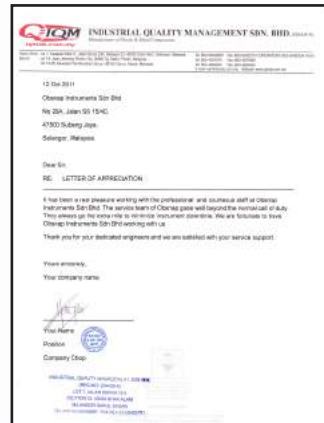 IQM
INDUSTRIAL QUALITY MANAGEMENT SDN. BHD.
12 Oct 2011
Obsnap Instruments Sdn Bhd
No 28A, Jalan SS 15/4C,
47500 Subang Jaya,
Selangor, Malaysia.
Dear Sir,
RE: LETTER OF APPRECIATION
It has been a real pleasure working with the professional and courteous staff at Obsnap
Instruments Sdn Bhd. The service team of Obsnap goes well beyond the normal call of duty.
They always go the extra mile to minimize instrument downtime. We are fortunate to have
Obsnap Instruments Sdn Bhd working with us.
Thank you for your dedicated engineers and we are satisfied with your service support.
Yours sincerely,
Your company name
Your Name
Position
Company Chop